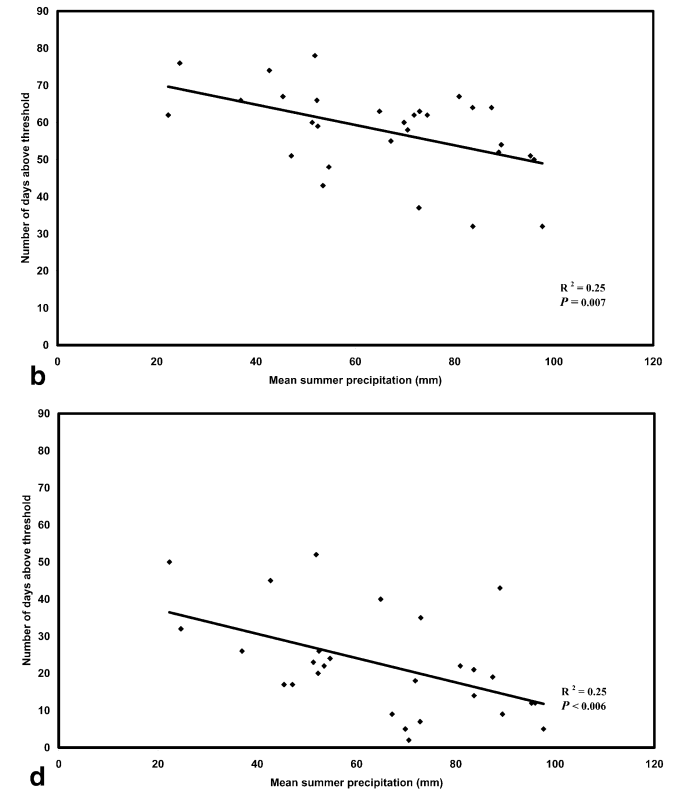 90
80
70
60
50
40
30
20
10
0
Number of days above threshold
0 20 40 60 80 100 120
Mean summer precipitation (mm)
R 2 = 0.25
P = 0.007
b
90
80
70
60
50
40
30
20
10
0
Number of days above threshold
0 20 40 60 80 100 120
Mean summer precipitation (mm)
R 2 = 0.25
P < 0.006
d